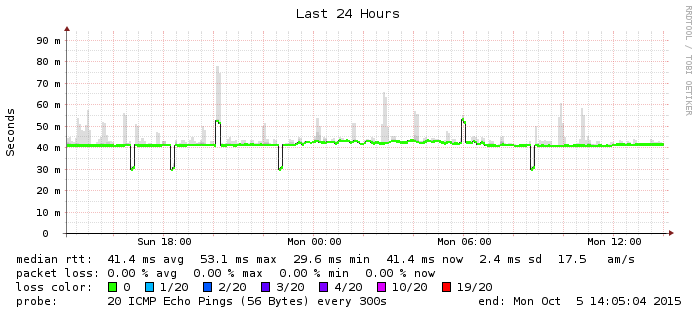 Last 24 Hours
RRDTOOL / TOBI OETIKER
Seconds
90 m
80 m
70 m
60 m
50 m
40 m
30 m
20 m
10 m
0
Sun 18:00 Mon 00:00 Mon 06:00 Mon 12:00
median rtt: 41.4 ms avg 53.1 ms max 29.6 ms min 41.4 ms now 2.4 ms sd 17.5 am/s
packet loss: 0.00 % avg 0.00 % max 0.00 % min 0.00 % now
loss color: 0 1/20 2/20 3/20 4/20 10/20 19/20
probe: 20 ICMP Echo Pings (56 Bytes) every 300s end: Mon Oct 5 14:05:04 2015